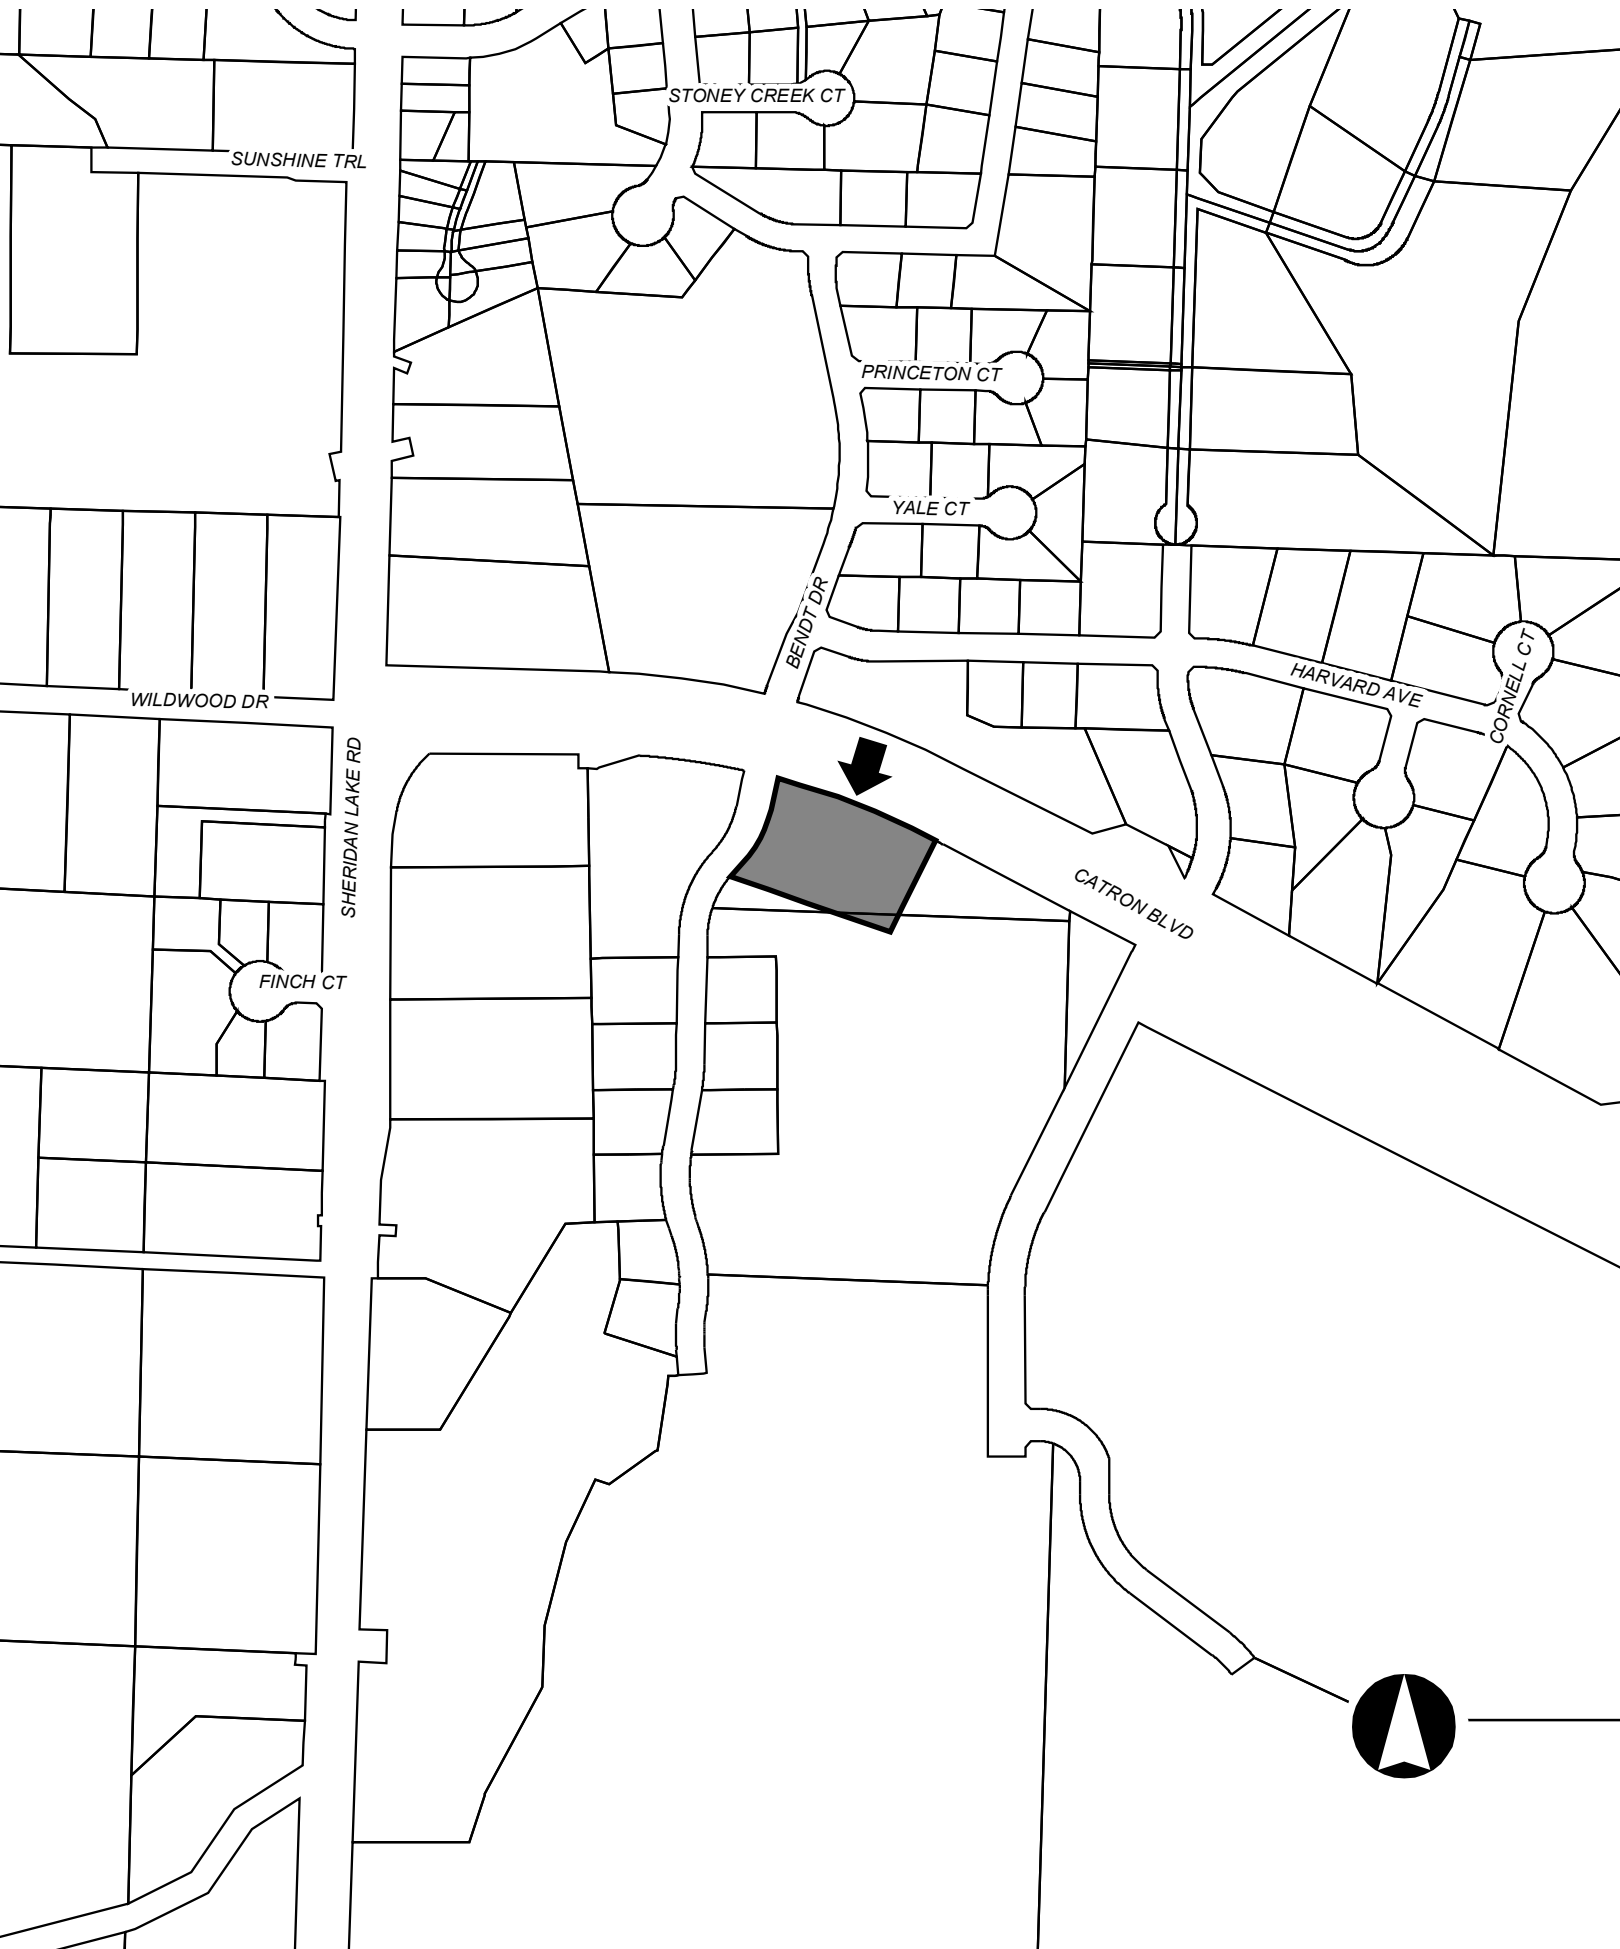 STONEY CREEK CT
SUNSHINE TRL
PRINCETON CT
YALE CT
BENDT DR
HARVARD AVE
CORNELL CT
WILDWOOD DR
SHERIDAN LAKE RD
CATRON BLVD
FINCH CT